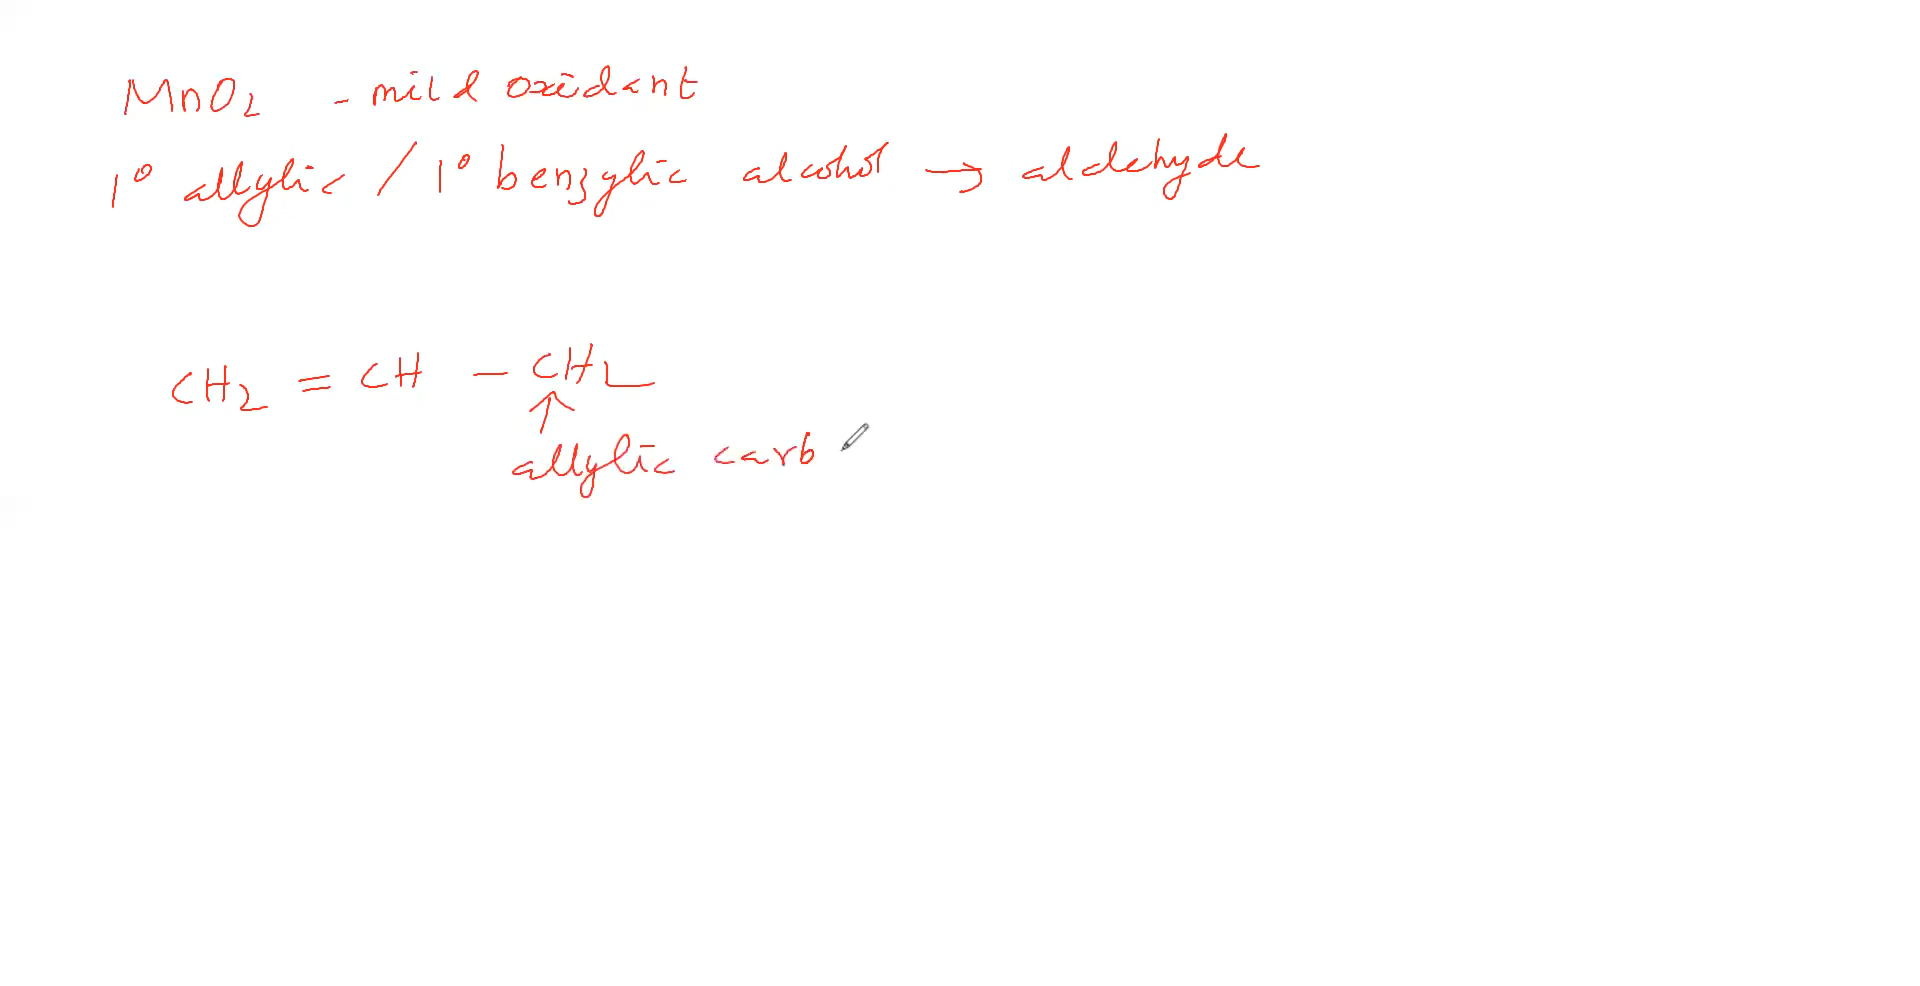 MnO2 - mild oxidant
1° allylic / 1° benzylic alcohol → aldehyde
CH2 = CH - CH2
↑
allylic carb